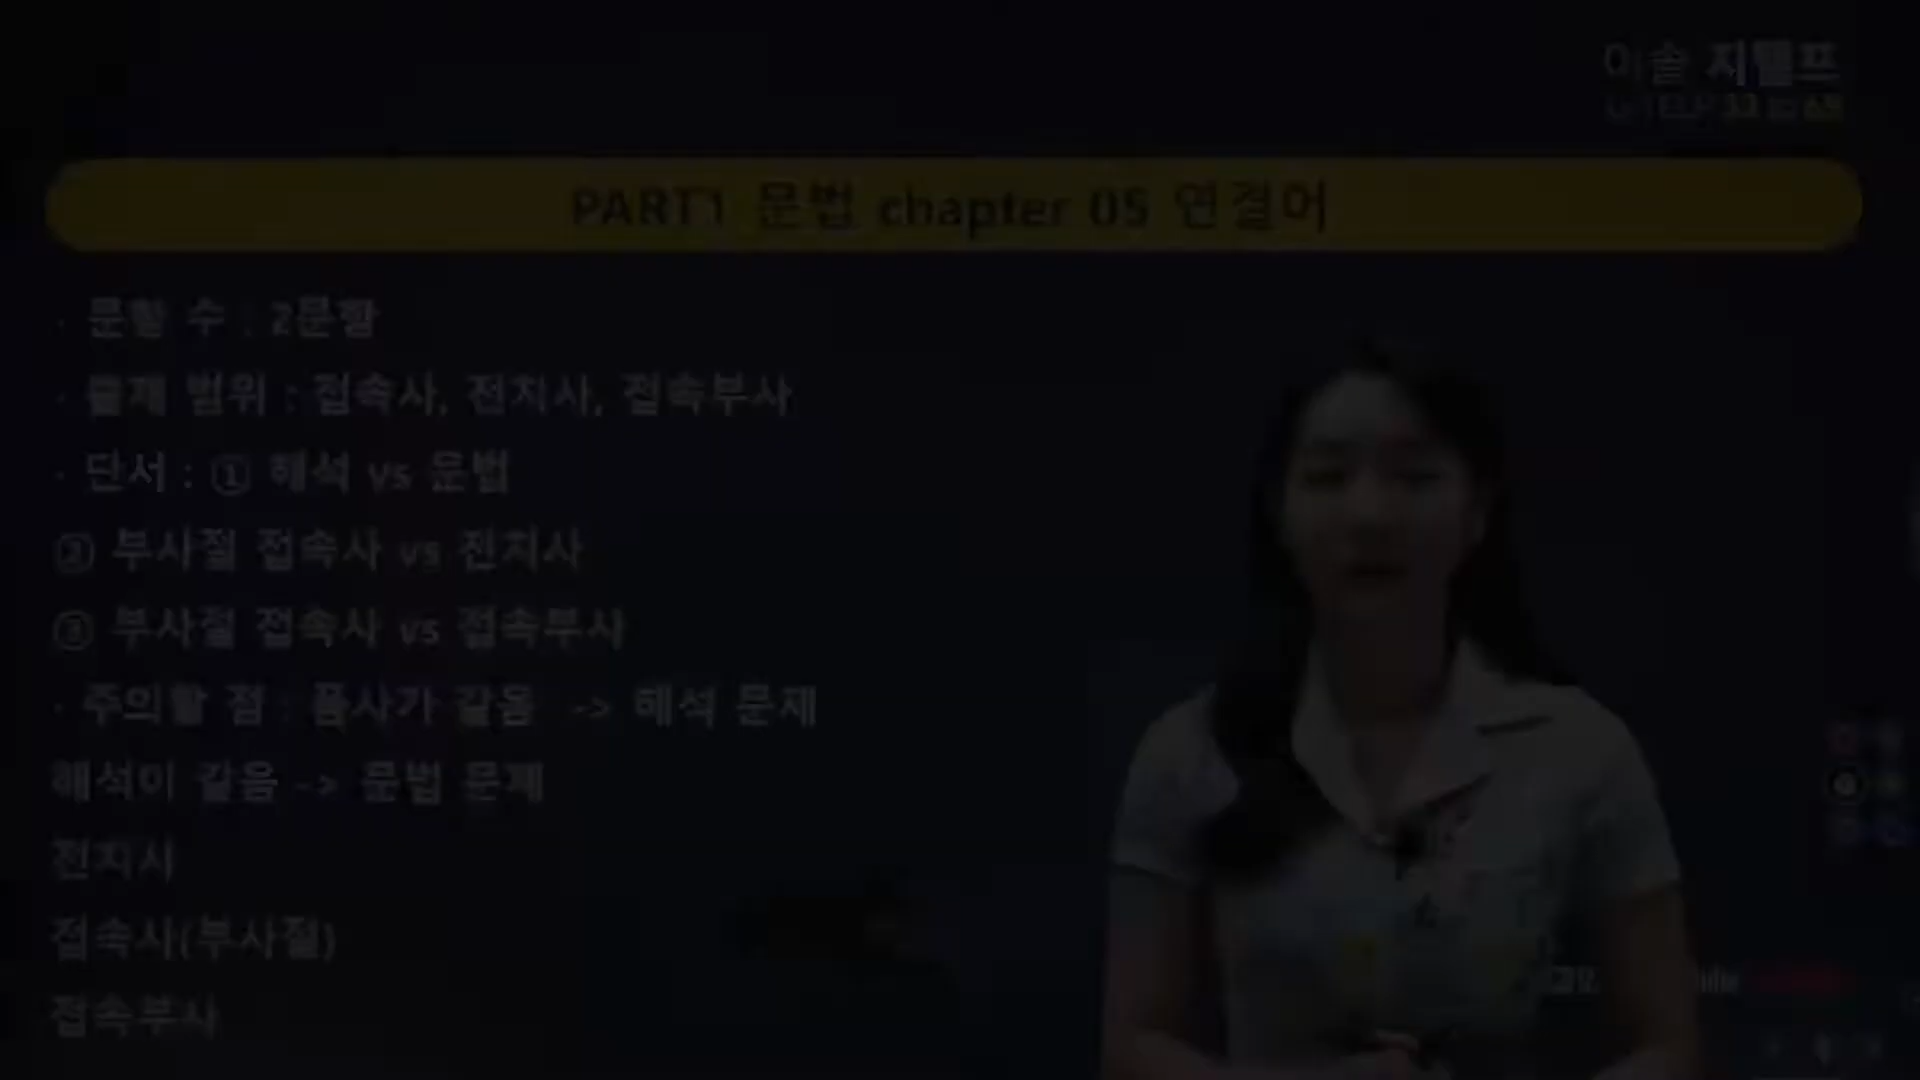 이솔 지텔프
G-TELP 32 to 65
PART1 문법 chapter 05 연결어
· 문항 수 : 2문항
· 출제 범위 : 접속사, 전치사, 접속부사
· 단서 : ① 해석 vs 문법
② 부사절 접속사 vs 전치사
③ 부사절 접속사 vs 접속부사
· 주의할 점 : 품사가 같음 -> 해석 문제
해석이 같음 -> 문법 문제
전치사
접속사(부사절)
접속부사